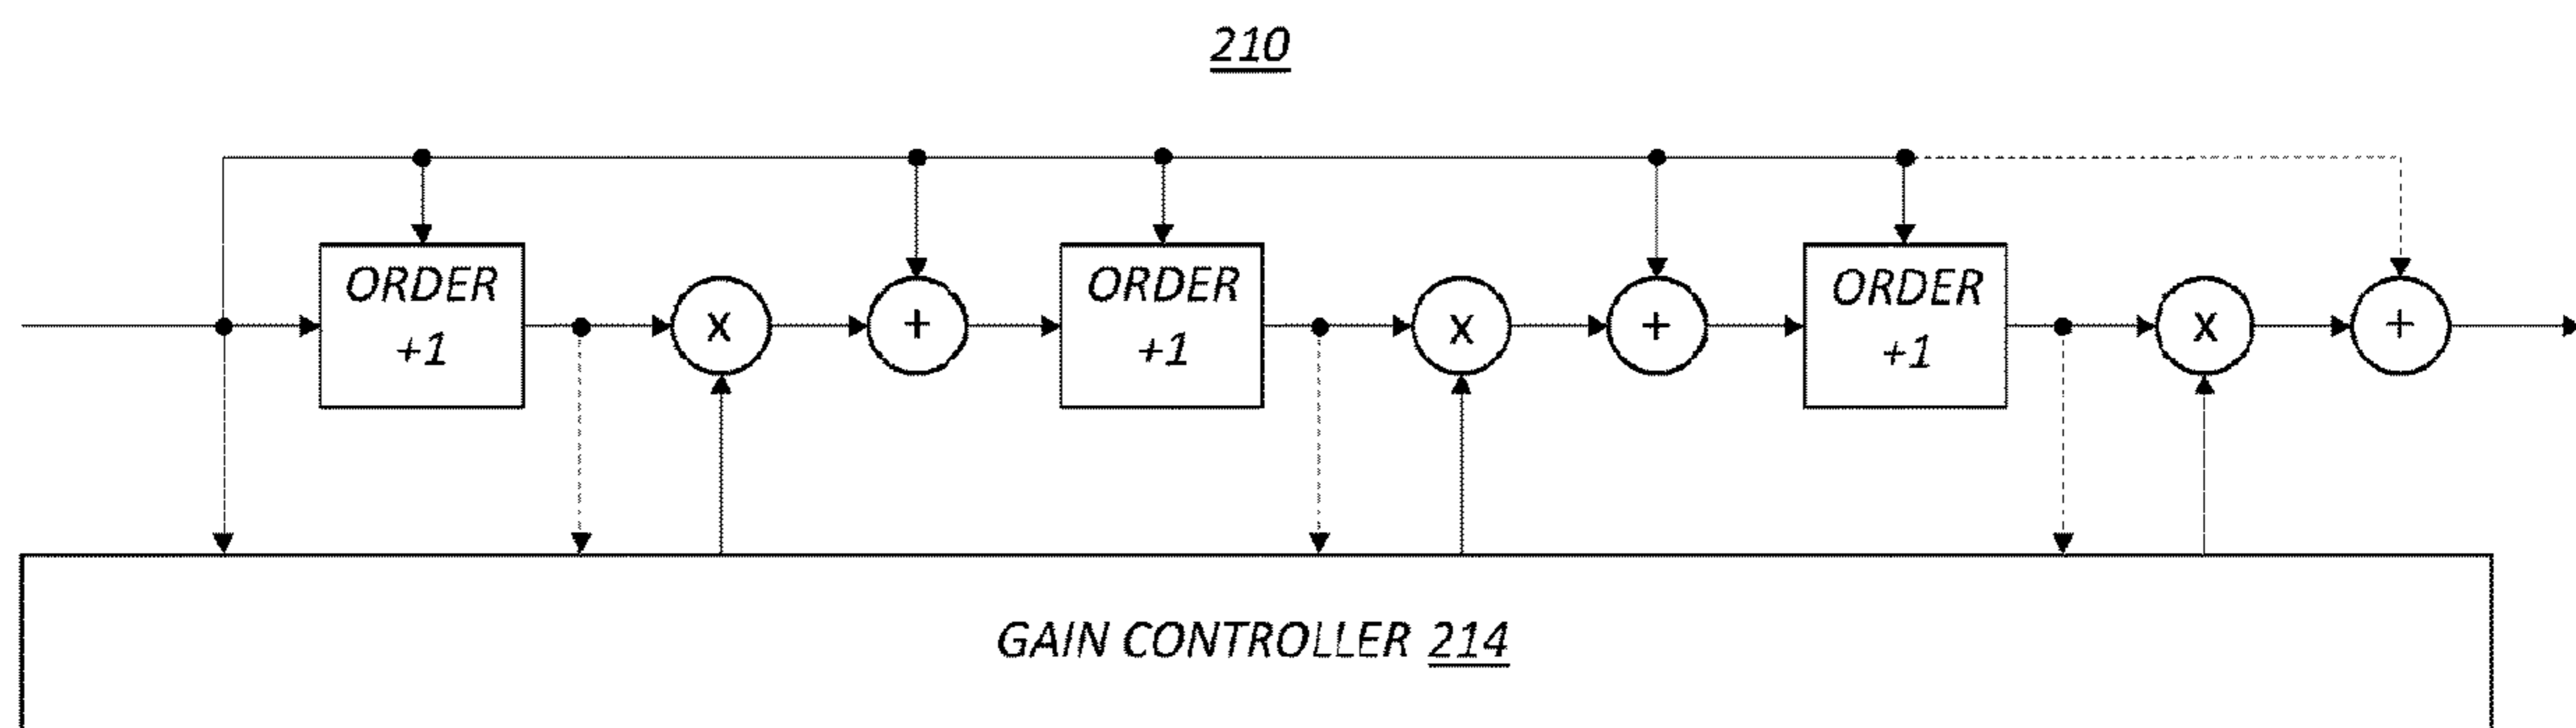 210
ORDER
+1
x
+
ORDER
+1
x
+
ORDER
+1
x
+
GAIN CONTROLLER 214